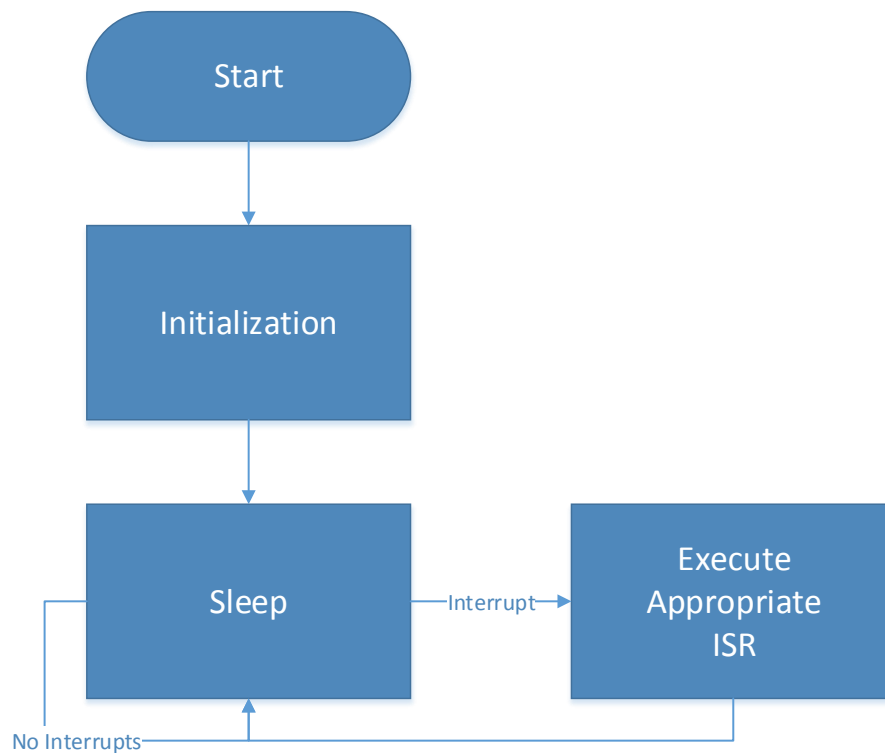 Start
Initialization
Sleep
Interrupt
Execute
Appropriate
ISR
No Interrupts